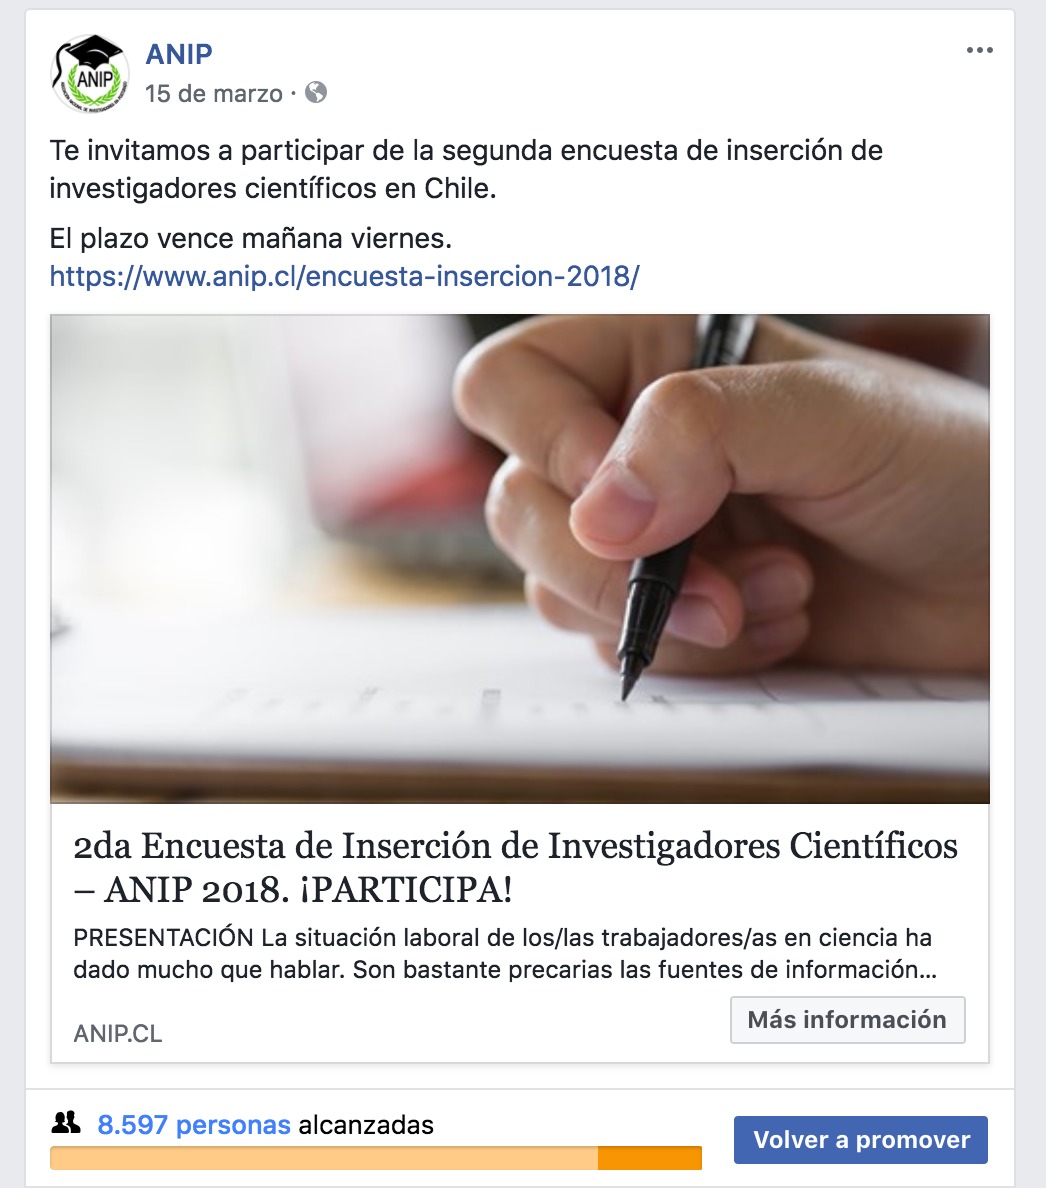 ANIP
ANIP
15 de marzo ·
Te invitamos a participar de la segunda encuesta de inserción de
investigadores científicos en Chile.
El plazo vence mañana viernes.
https://www.anip.cl/encuesta-insercion-2018/
2da Encuesta de Inserción de Investigadores Científicos
– ANIP 2018. ¡PARTICIPA!
PRESENTACIÓN La situación laboral de los/las trabajadores/as en ciencia ha
dado mucho que hablar. Son bastante precarias las fuentes de información...
ANIP.CL
Más información
8.597 personas alcanzadas
Volver a promover